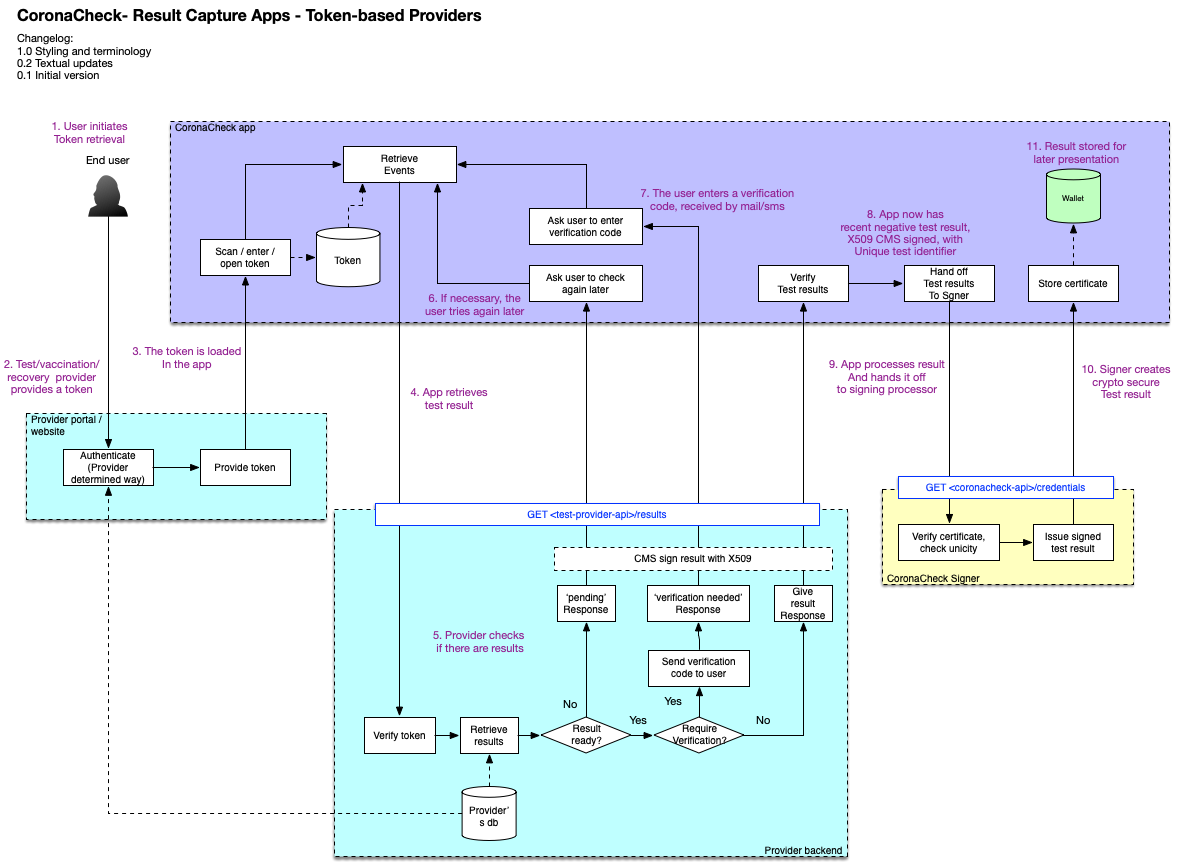 CoronaCheck- Result Capture Apps - Token-based Providers
Changelog:
1.0 Styling and terminology
0.2 Textual updates
0.1 Initial version
1. User initiates
Token retrieval
End user
CoronaCheck app
Retrieve
Events
Scan / enter /
open token
Token
Ask user to enter
verification code
Ask user to check
again later
6. If necessary, the
user tries again later
7. The user enters a verification
code, received by mail/sms
Verify
Test results
8. App now has
recent negative test result,
X509 CMS signed, with
Unique test identifier
Hand off
Test results
To Sgner
11. Result stored for
later presentation
Wallet
Store certificate
2. Test/vaccination/
recovery provider
provides a token
3. The token is loaded
In the app
4. App retrieves
test result
9. App processes result
And hands it off
to signing processor
10. Signer creates
crypto secure
Test result
Provider portal /
website
Authenticate
(Provider
determined way)
Provide token
GET <test-provider-api>/results
CMS sign result with X509
'pending'
Response
'verification needed'
Response
Give
result
Response
5. Provider checks
if there are results
Send verification
code to user
No
Yes
Yes
No
Verify token
Retrieve
results
Result
ready?
Require
Verification?
Provider'
s db
Provider backend
GET <coronacheck-api>/credentials
Verify certificate,
check unicity
Issue signed
test result
CoronaCheck Signer